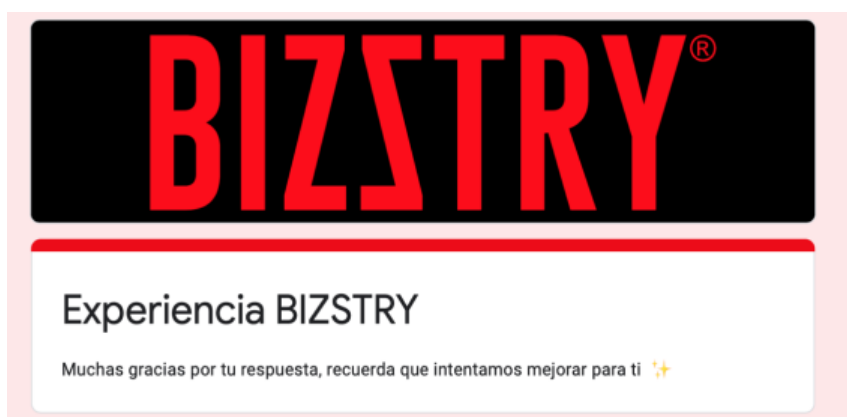 BIZSTRY®
Experiencia BIZSTRY
Muchas gracias por tu respuesta, recuerda que intentamos mejorar para ti ✨